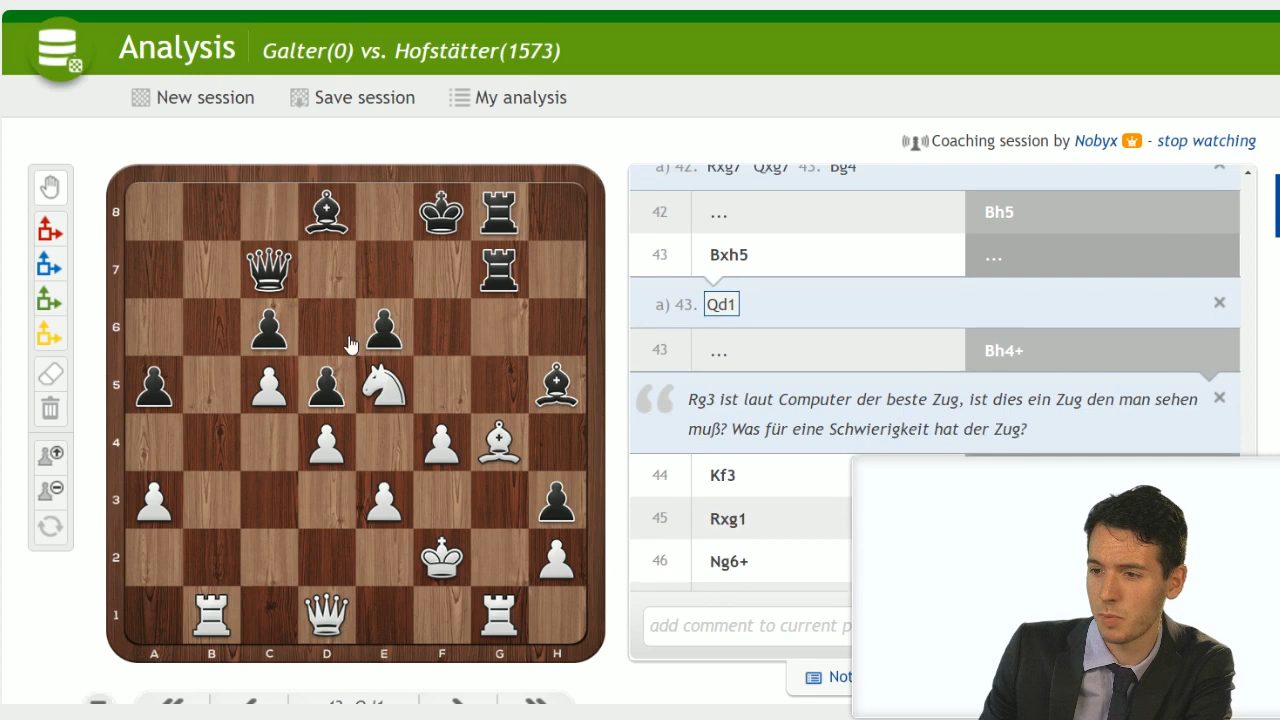 Analysis Galter(0) vs. Hofstätter(1573)
New session Save session My analysis
Coaching session by Nobyx - stop watching
a) 42. Rxg7 Qxg7 43. Bg4
42 ... Bh5
43 Bxh5 ...
a) 43. Qd1
43 ... Bh4+
Rg3 ist laut Computer der beste Zug, ist dies ein Zug den man sehen
muß? Was für eine Schwierigkeit hat der Zug?
44 Kf3
45 Rxg1
46 Ng6+
add comment to current p
Not
8
7
6
5
4
3
2
1
A B C D E F G H
43. Qd1